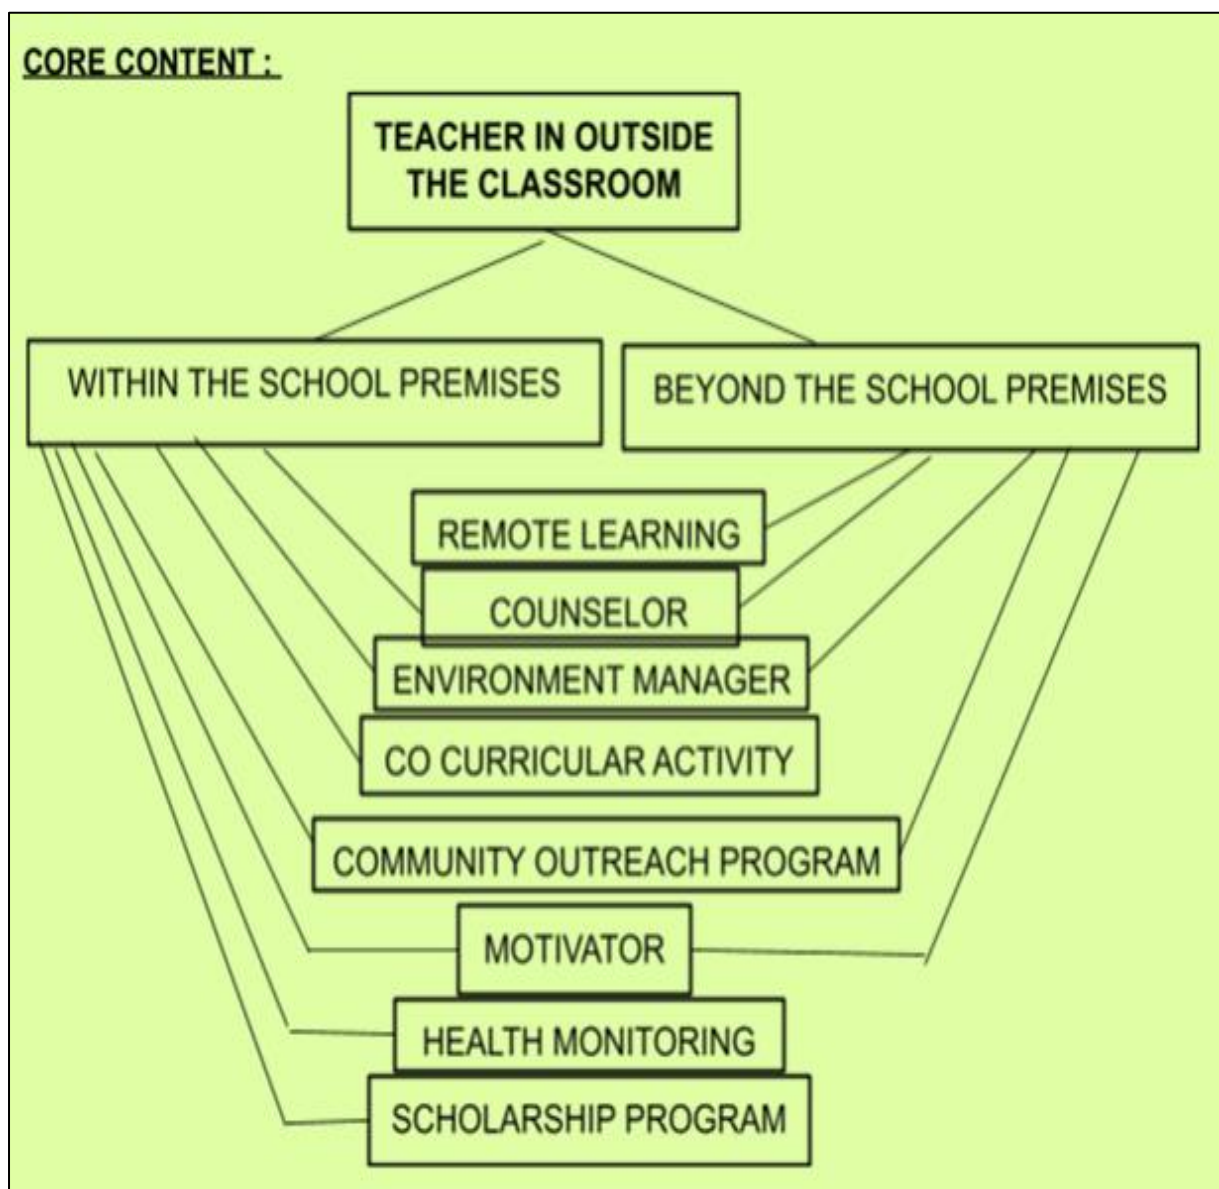 CORE CONTENT :
TEACHER IN OUTSIDE
THE CLASSROOM
WITHIN THE SCHOOL PREMISES
BEYOND THE SCHOOL PREMISES
REMOTE LEARNING
COUNSELOR
ENVIRONMENT MANAGER
CO CURRICULAR ACTIVITY
COMMUNITY OUTREACH PROGRAM
MOTIVATOR
HEALTH MONITORING
SCHOLARSHIP PROGRAM